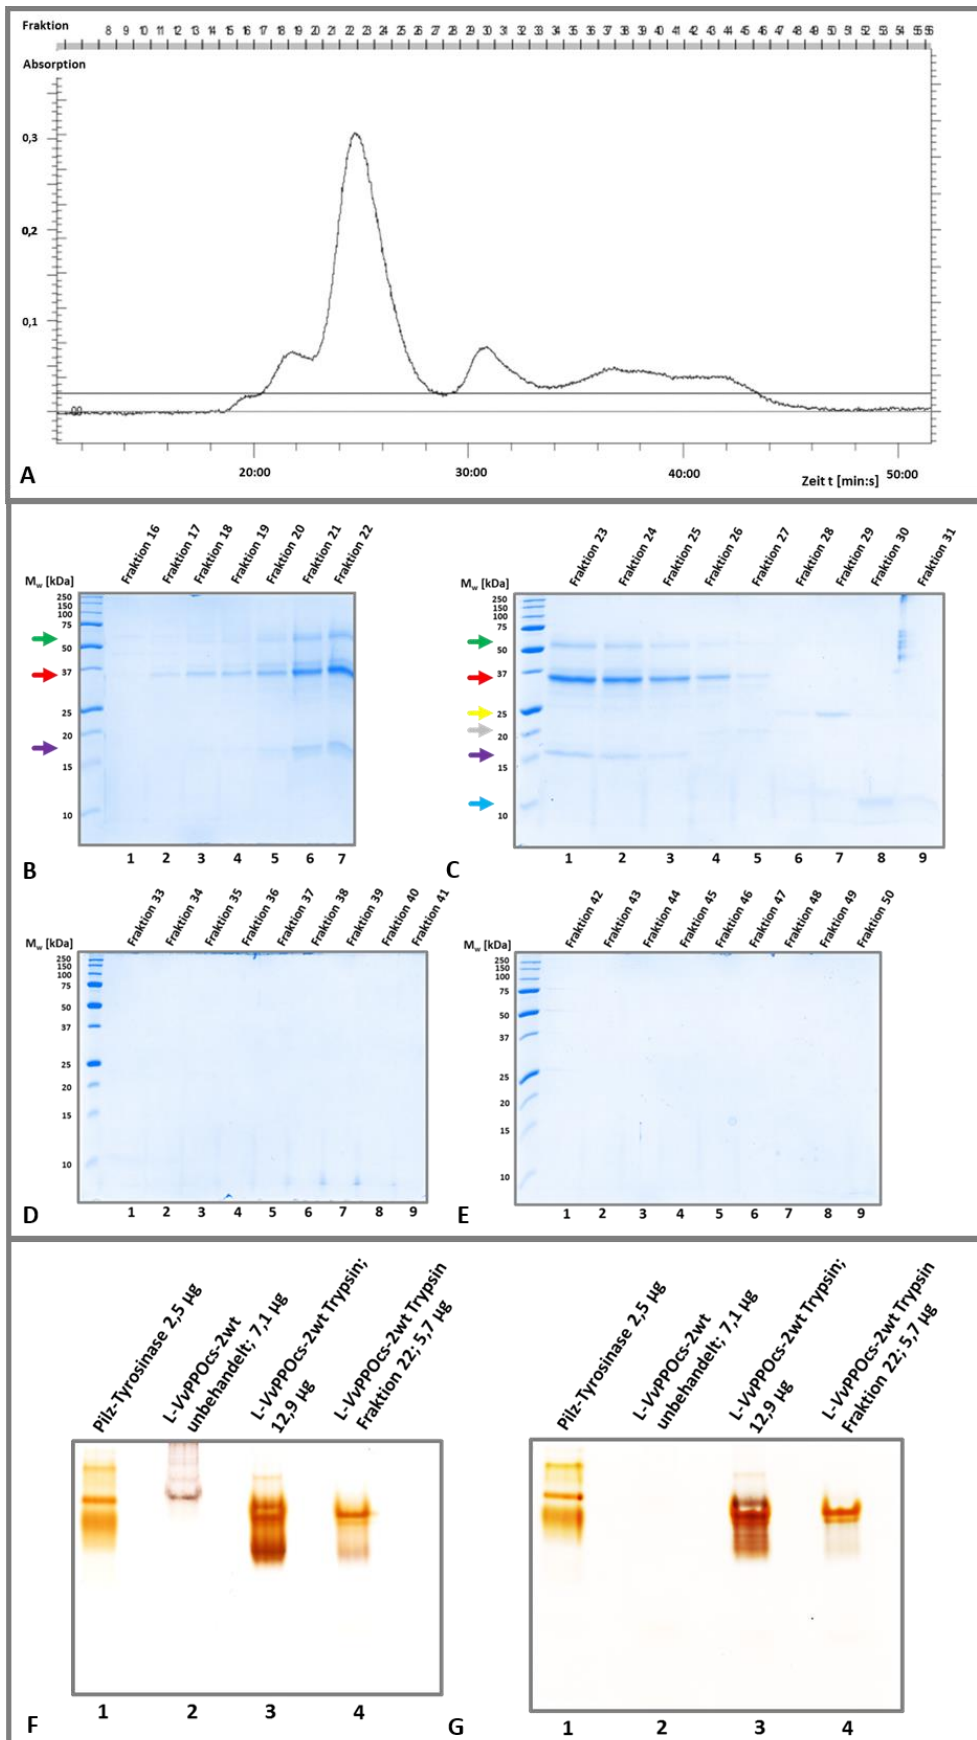 Fraktion
8 9 10 11 12 13 14 15 16 17 18 19 20 21 22 23 24 25 26 27 28 29 30 31 32 33 34 35 36 37 38 39 40 41 42 43 44 45 46 47 48 49 50 51 52 53 54 55 56
Absorption
0,3
0,2
0,1
20:00 30:00 40:00 50:00
Zeit t [min:s]
A
Fraktion 16 Fraktion 17 Fraktion 18 Fraktion 19 Fraktion 20 Fraktion 21 Fraktion 22
Mw [kDa]
250
150
100
75
50
37
25
20
15
10
1 2 3 4 5 6 7
B
Fraktion 23 Fraktion 24 Fraktion 25 Fraktion 26 Fraktion 27 Fraktion 28 Fraktion 29 Fraktion 30 Fraktion 31
Mw [kDa]
250
150
100
75
50
37
25
20
15
10
1 2 3 4 5 6 7 8 9
C
Fraktion 33 Fraktion 34 Fraktion 35 Fraktion 36 Fraktion 37 Fraktion 38 Fraktion 39 Fraktion 40 Fraktion 41
Mw [kDa]
250
150
100
75
50
37
25
20
15
10
1 2 3 4 5 6 7 8 9
D
Fraktion 42 Fraktion 43 Fraktion 44 Fraktion 45 Fraktion 46 Fraktion 47 Fraktion 48 Fraktion 49 Fraktion 50
Mw [kDa]
250
150
100
75
50
37
25
20
15
10
1 2 3 4 5 6 7 8 9
E
Pilz-Tyrosinase 2,5 µg
L-VvPPOcs-2wt
unbehandelt; 7,1 µg
L-VvPPOcs-2wt Trypsin;
12,9 µg
L-VvPPOcs-2wt Trypsin
Fraktion 22; 5,7 µg
1 2 3 4
F
Pilz-Tyrosinase 2,5 µg
L-VvPPOcs-2wt
unbehandelt; 7,1 µg
L-VvPPOcs-2wt Trypsin;
12,9 µg
L-VvPPOcs-2wt Trypsin
Fraktion 22; 5,7 µg
1 2 3 4
G